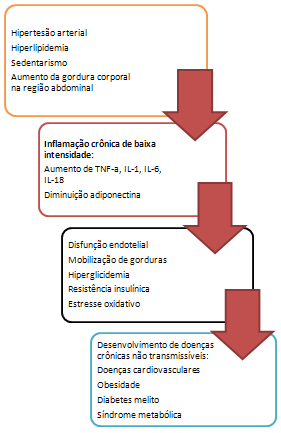 Hipertesão arterial
Hiperlipidemia
Sedentarismo
Aumento da gordura corporal
na região abdominal
Inflamação crônica de baixa
intensidade:
Aumento de TNF-a, IL-1, IL-6,
IL-18
Diminuição adiponectina
Disfunção endotelial
Mobilização de gorduras
Hiperglicidemia
Resistência insulínica
Estresse oxidativo
Desenvolvimento de doenças
crônicas não transmissíveis:
Doenças cardiovasculares
Obesidade
Diabetes melito
Síndrome metabólica